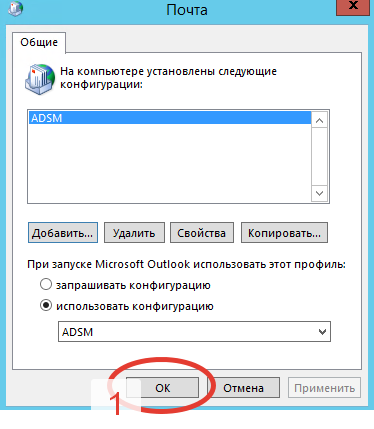 Почта
x
Общие
На компьютере установлены следующие
конфигурации:
ADSM
Добавить... Удалить Свойства Копировать...
При запуске Microsoft Outlook использовать этот профиль:
запрашивать конфигурацию
использовать конфигурацию
ADSM
1 ОК Отмена Применить